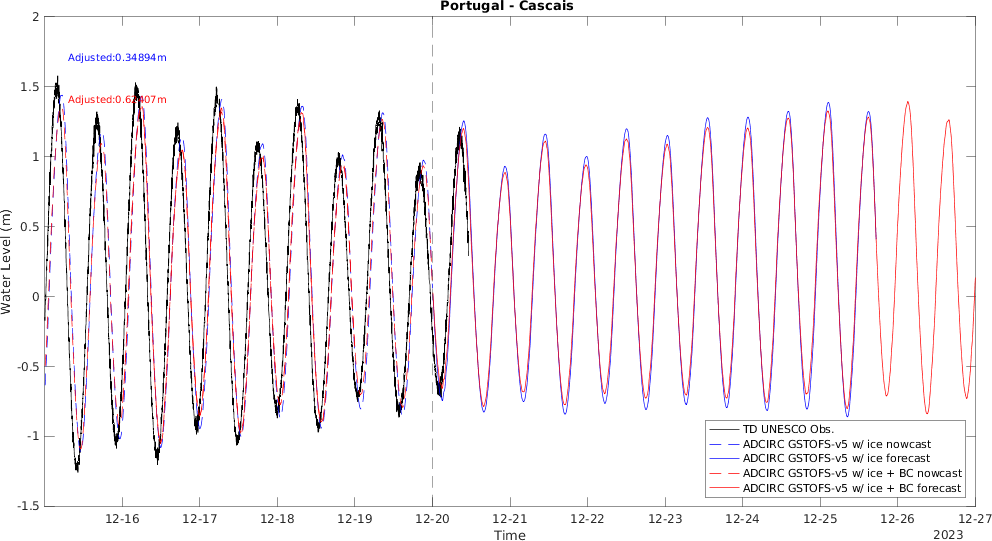 Portugal - Cascais
2
1.5
1
0.5
0
-0.5
-1
-1.5
Water Level (m)
Adjusted:0.34894m
Adjusted:0.62407m
TD UNESCO Obs.
ADCIRC GSTOFS-v5 w/ ice nowcast
ADCIRC GSTOFS-v5 w/ ice forecast
ADCIRC GSTOFS-v5 w/ ice + BC nowcast
ADCIRC GSTOFS-v5 w/ ice + BC forecast
12-16 12-17 12-18 12-19 12-20 12-21 12-22 12-23 12-24 12-25 12-26 12-27
Time
2023